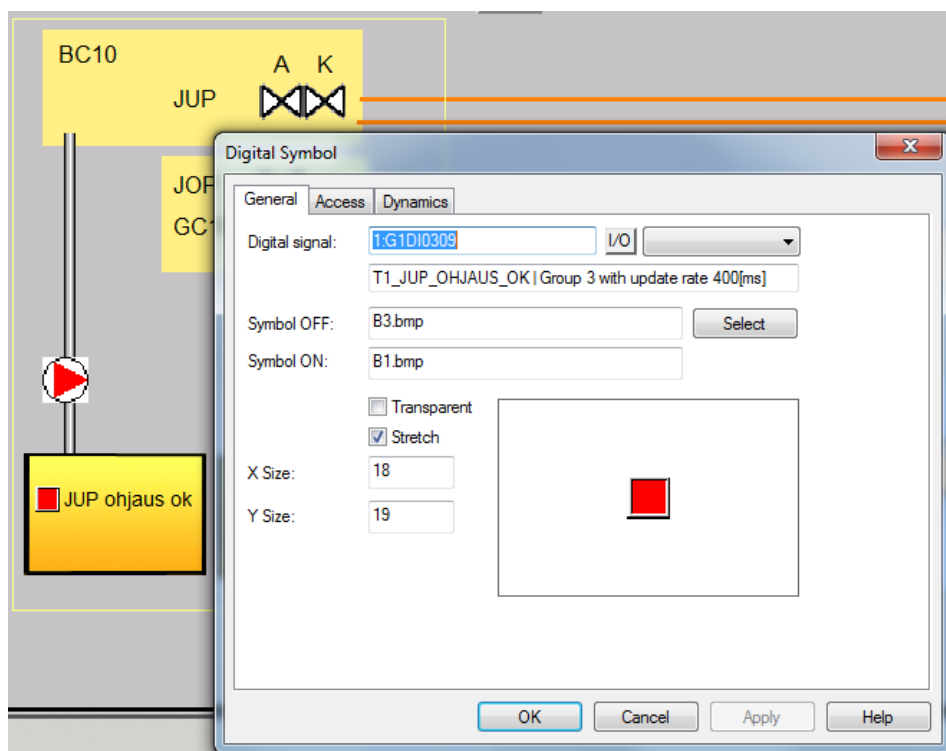 BC10
A K
JUP
Digital Symbol
JOP
General Access Dynamics
Digital signal: 1:G1DI0309 I/O
T1_JUP_OHJAUS_OK | Group 3 with update rate 400[ms]
Symbol OFF: B3.bmp Select
Symbol ON: B1.bmp
Transparent
Stretch
X Size: 18
Y Size: 19
JUP ohjaus ok
OK Cancel Apply Help